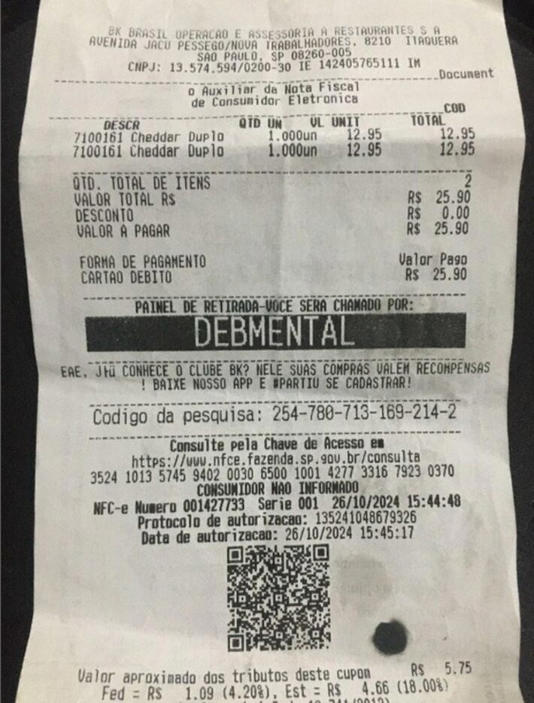 BK BRASIL OPERACAO E ASSESSORIA A RESTAURANTES S A
AVENIDA JACU PESSEGO/NOVA TRABALHADORES, 8210 ITAQUERA
SAO PAULO, SP 08260-005
CNPJ: 13.574.594/0200-30 IE 142405765111 IM
Document
o Auxiliar da Nota Fiscal
de Consumidor Eletronica
COD
DESCR QTD UN VL UNIT TOTAL
7100161 Cheddar Duplo 1.000un 12.95 12.95
7100161 Cheddar Duplo 1.000un 12.95 12.95
QTD. TOTAL DE ITENS 2
VALOR TOTAL R$ R$ 25.90
DESCONTO R$ 0.00
VALOR A PAGAR R$ 25.90
FORMA DE PAGAMENTO Valor Pago
CARTAO DEBITO R$ 25.90
PAINEL DE RETIRADA-VOCE SERA CHAMADO POR:
DEBMENTAL
EAE, CONHECE O CLUBE BK? NELE SUAS COMPRAS VALEM RECOMPENSAS
! BAIXE NOSSO APP E #PARTIU SE CADASTRAR!
Codigo da pesquisa: 254-780-713-169-214-2
Consulte pela Chave de Acesso em
https://www.nfce.fazenda.sp.gov.br/consulta
3524 1013 5745 9402 0030 6500 1001 4277 3316 7923 0370
CONSUMIDOR NAO INFORMADO
NFC-e Numero 001427733 Serie 001 26/10/2024 15:44:48
Protocolo de autorizacao: 135241048679326
Data de autorizacao: 26/10/2024 15:45:17
Valor aproximado dos tributos deste cupon R$ 5.75
Fed = R$ 1.09 (4.20%), Est = R$ 4.66 (18.00%)